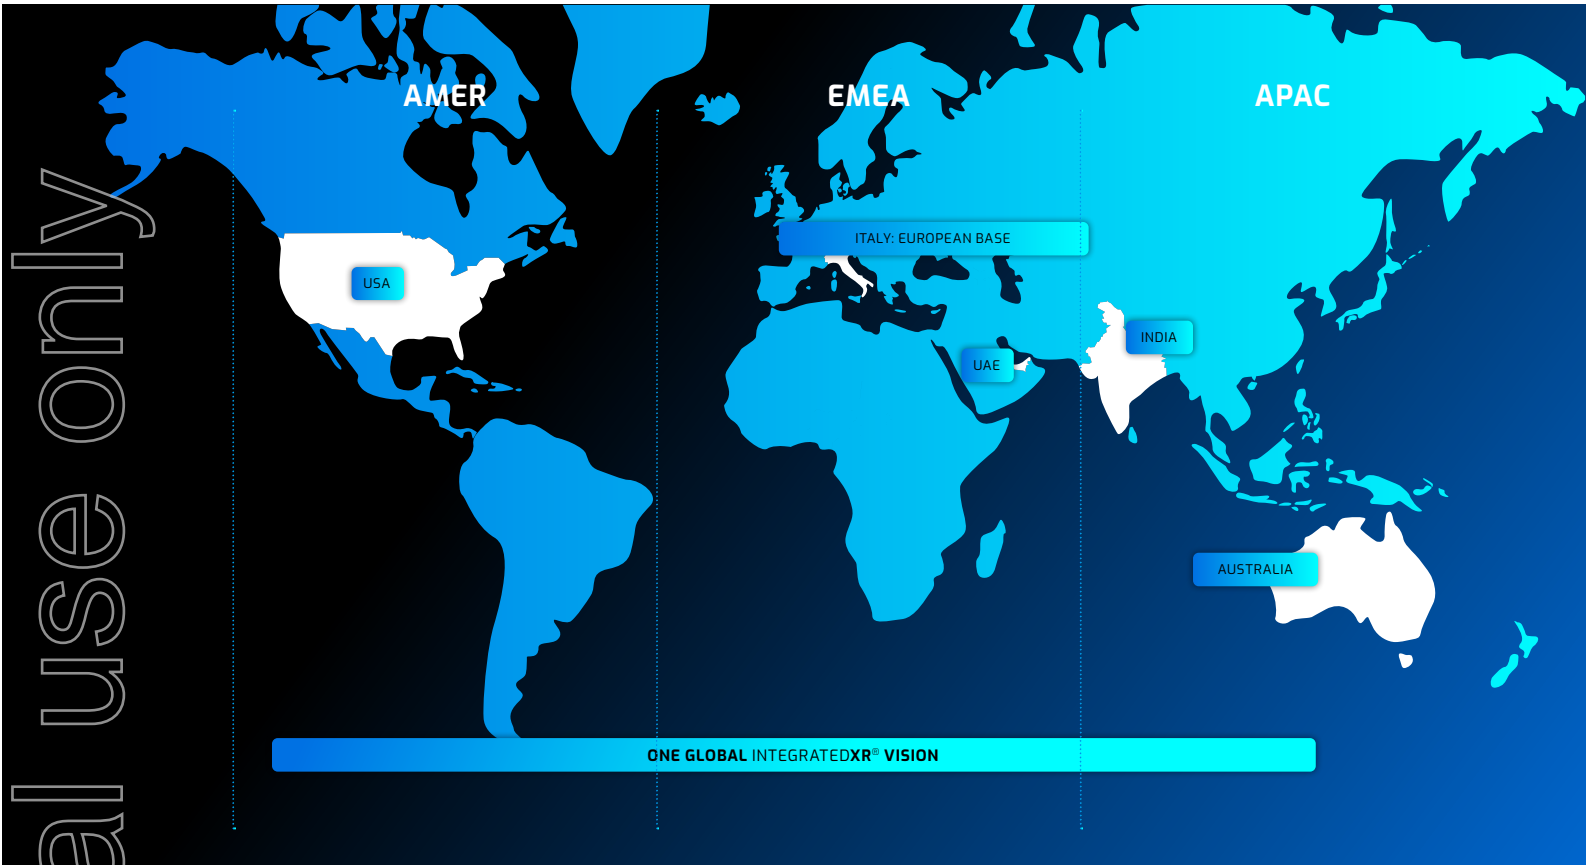 AMER
EMEA
APAC
ITALY: EUROPEAN BASE
USA
INDIA
UAE
AUSTRALIA
ONE GLOBAL INTEGRATEDXR® VISION
al use only